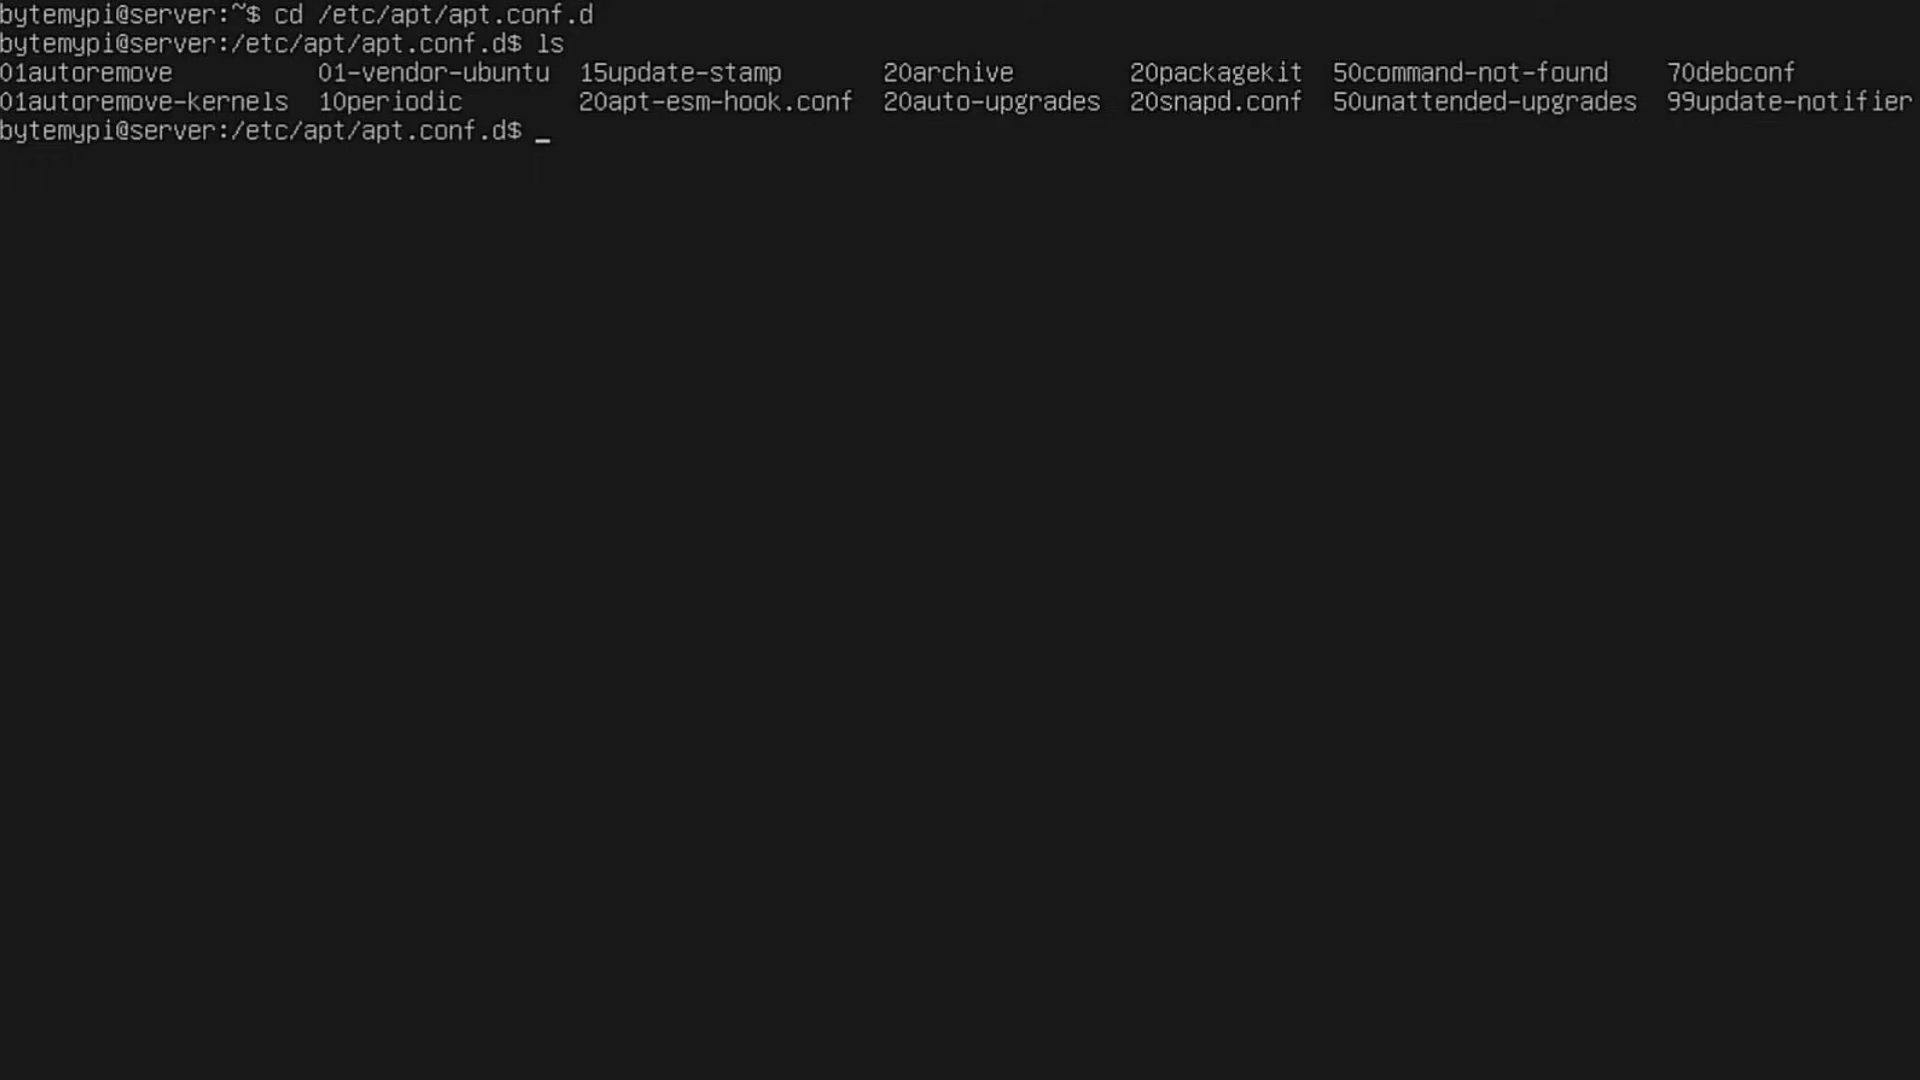 bytemypi@server:~$ cd /etc/apt/apt.conf.d
bytemypi@server:/etc/apt/apt.conf.d$ ls
01autoremove          01-vendor-ubuntu  15update-stamp       20archive        20packagekit  50command-not-found    70debconf
01autoremove-kernels  10periodic        20apt-esm-hook.conf  20auto-upgrades  20snapd.conf  50unattended-upgrades  99update-notifier
bytemypi@server:/etc/apt/apt.conf.d$ _